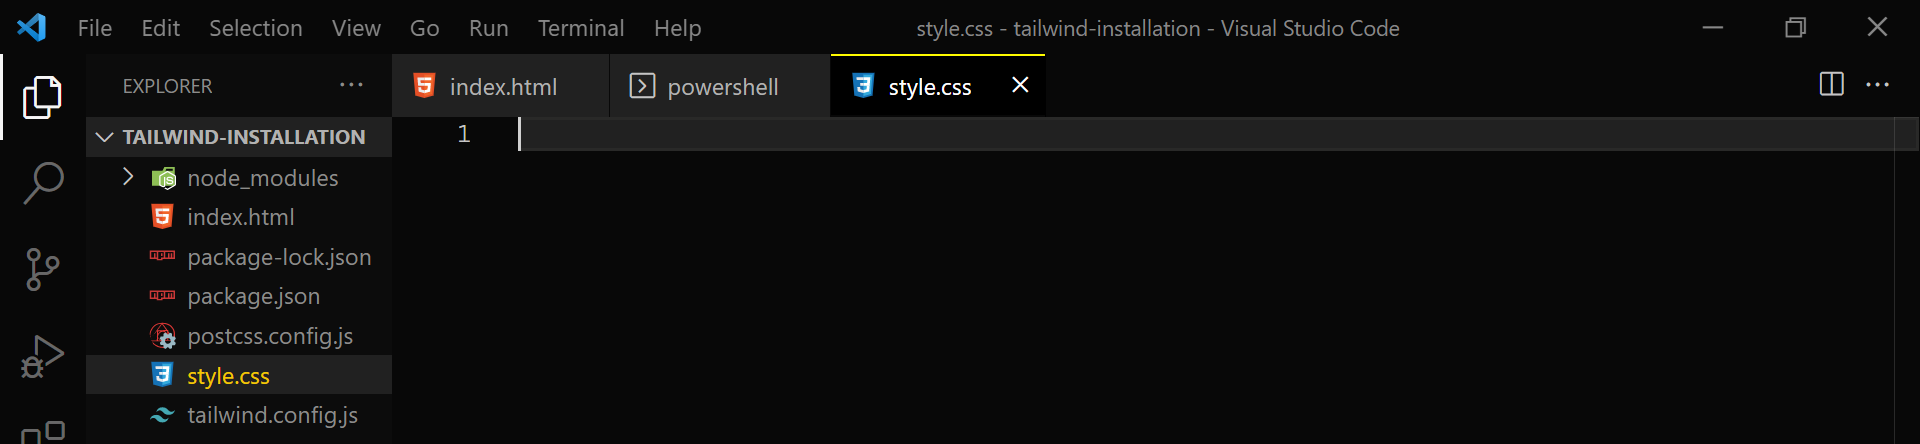 File Edit Selection View Go Run Terminal Help style.css - tailwind-installation - Visual Studio Code
EXPLORER
index.html powershell style.css
TAILWIND-INSTALLATION
1
node_modules
index.html
package-lock.json
package.json
postcss.config.js
style.css
tailwind.config.js